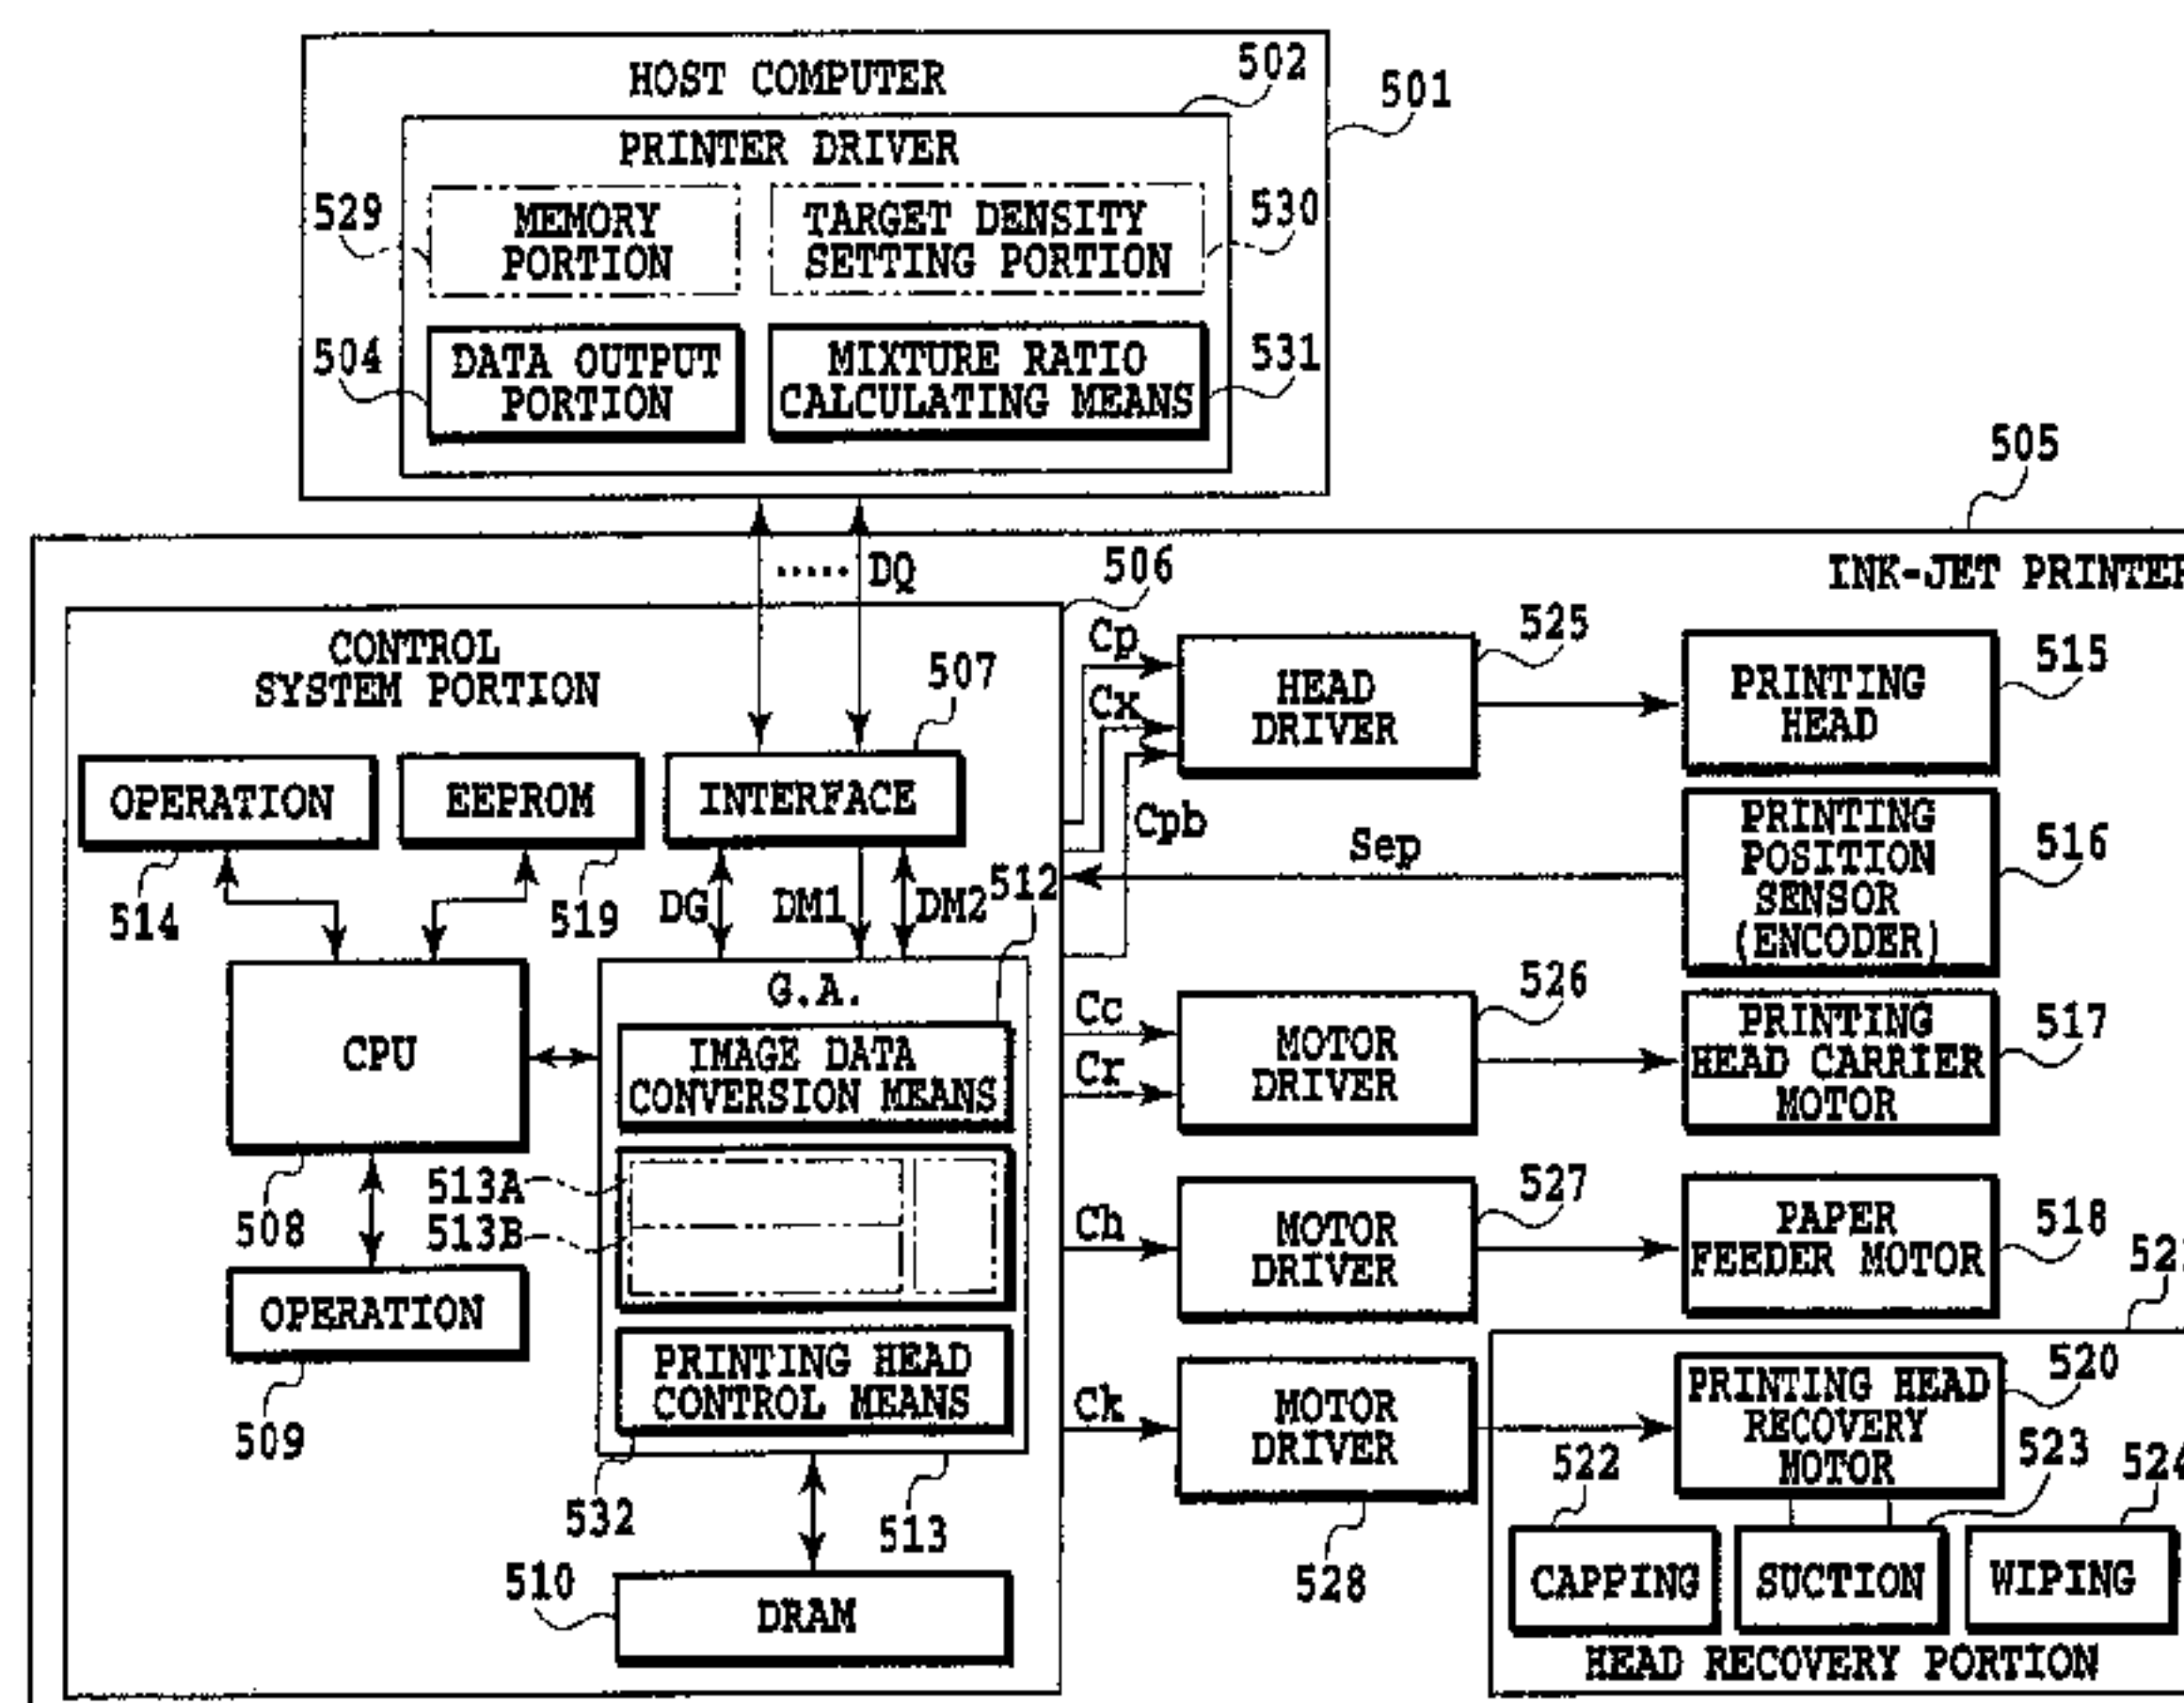 HOST COMPUTER
502
501
PRINTER DRIVER
529
MEMORY
PORTION
TARGET DENSITY
SETTING PORTION
530
504
DATA OUTPUT
PORTION
MIXTURE RATIO
CALCULATING MEANS
531
505
INK-JET PRINTER
DQ
506
CONTROL
SYSTEM PORTION
507
OPERATION
EEPROM
INTERFACE
514
519
DG
DM1
DM2
512
CPU
G.A.
IMAGE DATA
CONVERSION MEANS
513A
513B
508
OPERATION
509
PRINTING HEAD
CONTROL MEANS
532
513
510
DRAM
Cp
Cx
Cpb
HEAD
DRIVER
525
PRINTING
HEAD
515
Sep
PRINTING
POSITION
SENSOR
(ENCODER)
516
Cc
Cr
MOTOR
DRIVER
526
PRINTING
HEAD CARRIER
MOTOR
517
Ch
MOTOR
DRIVER
527
PAPER
FEEDER MOTOR
518
Ck
MOTOR
DRIVER
528
PRINTING HEAD
RECOVERY
MOTOR
520
522
523
524
CAPPING
SUCTION
WIPING
HEAD RECOVERY PORTION